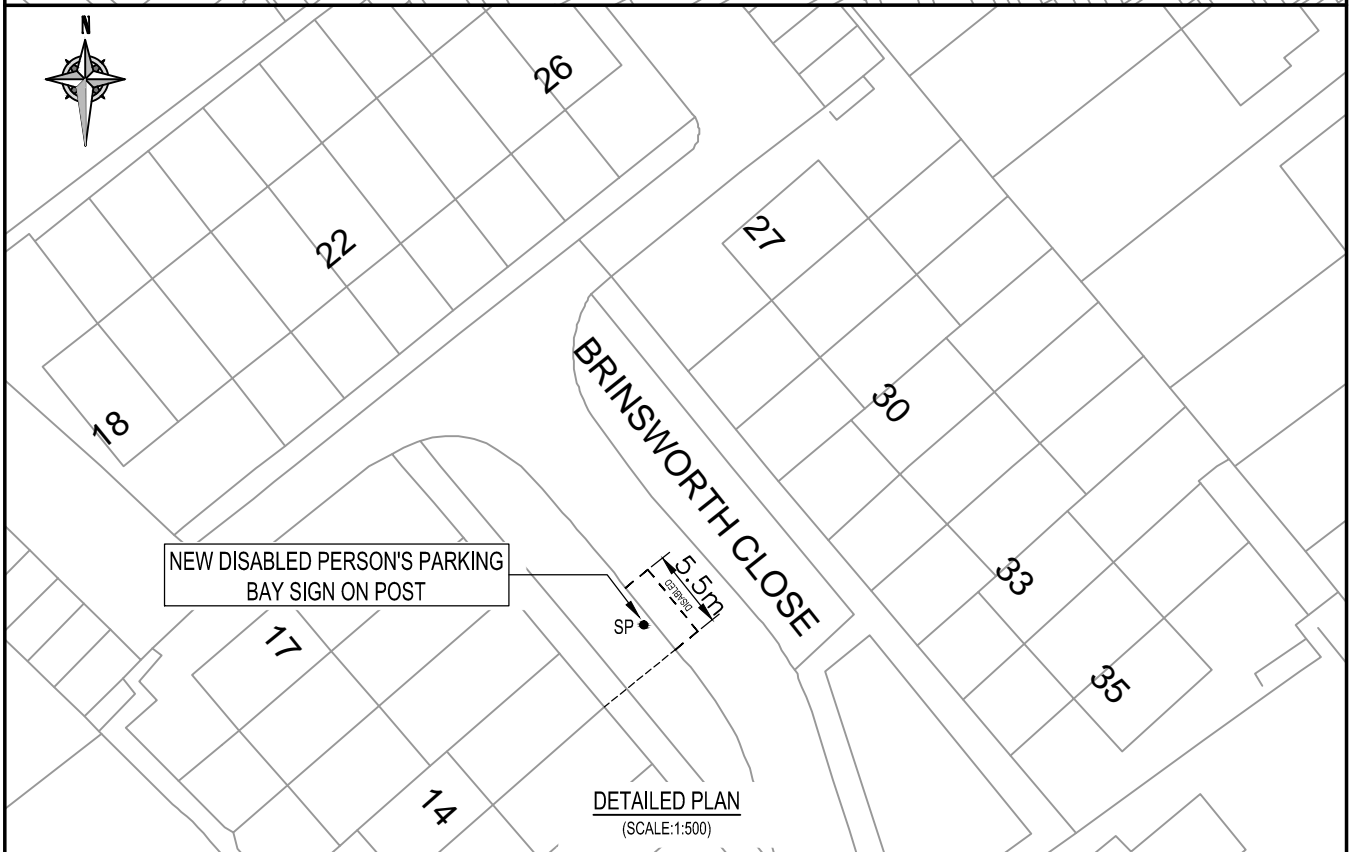 N
26
22
27
18
30
BRINSWORTH CLOSE
NEW DISABLED PERSON'S PARKING
BAY SIGN ON POST
5.5m
DISABLED
SP
33
17
35
14
DETAILED PLAN
(SCALE:1:500)